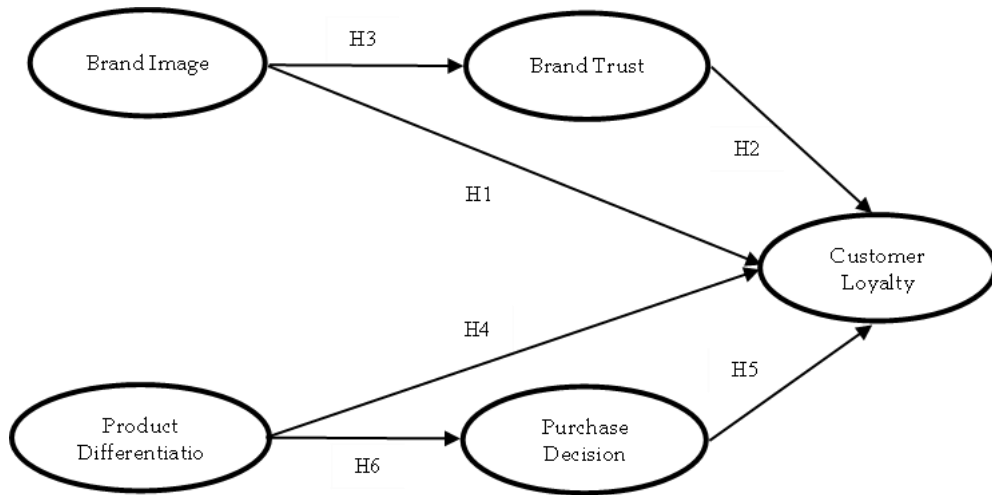 H3
Brand Image
Brand Trust
H2
H1
Customer
Loyalty
H4
H5
Product
Differentiatio
Purchase
Decision
H6